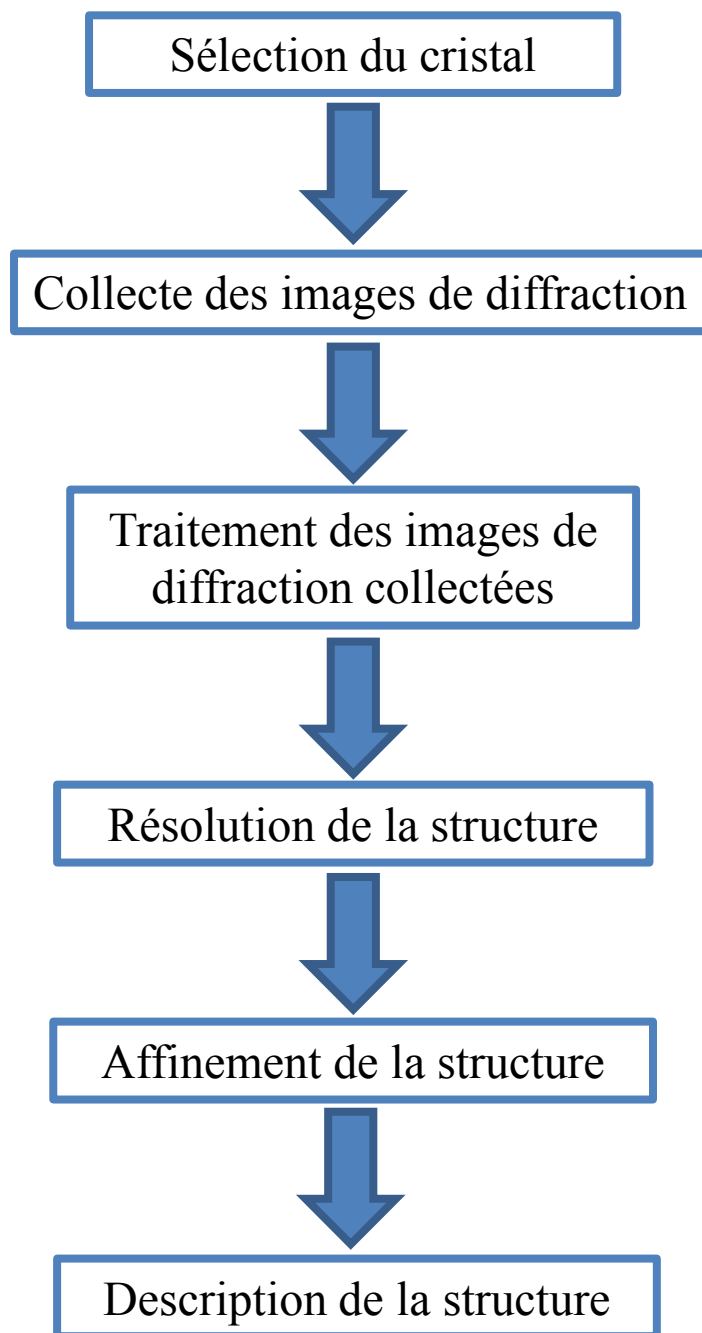 Sélection du cristal
Collecte des images de diffraction
Traitement des images de
diffraction collectées
Résolution de la structure
Affinement de la structure
Description de la structure